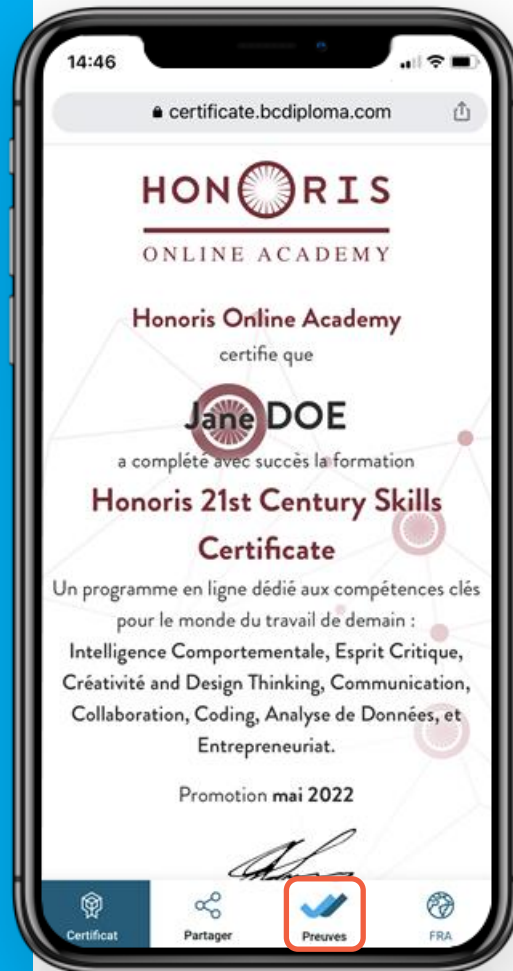 14:46
certificate.bcdiploma.com
HONORIS
ONLINE ACADEMY
Honoris Online Academy
certifie que
Jane DOE
a complété avec succès la formation
Honoris 21st Century Skills
Certificate
Un programme en ligne dédié aux compétences clés
pour le monde du travail de demain :
Intelligence Comportementale, Esprit Critique,
Créativité and Design Thinking, Communication,
Collaboration, Coding, Analyse de Données, et
Entrepreneuriat.
Promotion mai 2022
Certificat
Partager
Preuves
FRA